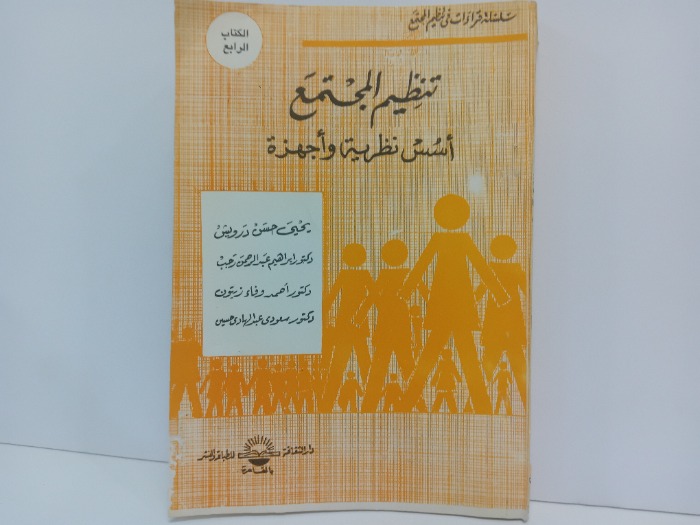 سلسلة قراءات في تنظيم المجتمع
الكتاب
الرابع
تنظيم المجتمع
أسس نظرية وأجهزة
يحيى حسن درويش
دكتور ابراهيم عبد الرحمن رجب
دكتور أحمد وفاء زيتون
دكتور سعودي عبد الهادي حسين
دار الثقافة للطباعة والنشر
بالقاهرة